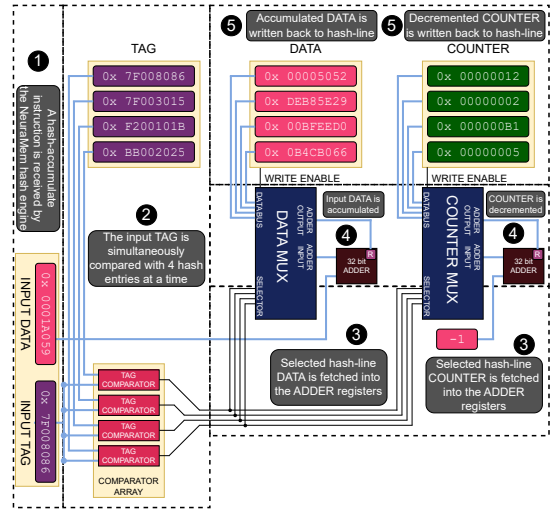 5
Accumulated DATA is
written back to hash-line
5
Decremented COUNTER
is written back to hash-line
1
A hash-accumulate
instruction is received by
the NeuraMem hash engine
TAG
0x 7F008086
0x 7F003015
0x F200101B
0x BB002025
DATA
0x 00005052
0x DEB85E29
0x 00BFEED0
0x 0B4CB066
COUNTER
0x 00000012
0x 00000002
0x 000000B1
0x 00000005
WRITE ENABLE
WRITE ENABLE
DATABUS
ADDER
OUTPUT
DATA MUX
ADDER
INPUT
SELECTOR
Input DATA is
accumulated
4
R
32 bit
ADDER
DATABUS
ADDER
OUTPUT
COUNTER MUX
ADDER
INPUT
SELECTOR
COUNTER is
decremented
4
R
32 bit
ADDER
2
The input TAG is
simultaneously
compared with 4 hash
entries at a time
INPUT DATA
0x 0001A059
INPUT TAG
0x 7F008086
−1
3
Selected hash-line
DATA is fetched into
the ADDER registers
3
Selected hash-line
COUNTER is fetched
into the ADDER
registers
TAG
COMPARATOR
TAG
COMPARATOR
TAG
COMPARATOR
TAG
COMPARATOR
COMPARATOR
ARRAY